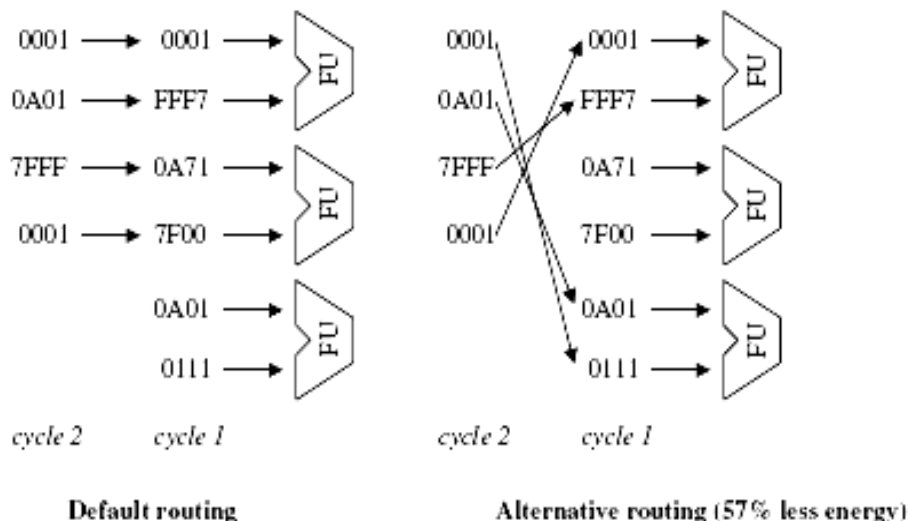 0001 0001 FU 0001 0001 FU
0A01 FFF7 0A01 FFF7
7FFF 0A71 FU 7FFF 0A71 FU
0001 7F00 0001 7F00
0A01 FU 0A01 FU
0111 0111
cycle 2 cycle 1 cycle 2 cycle 1
Default routing Alternative routing (57% less energy)